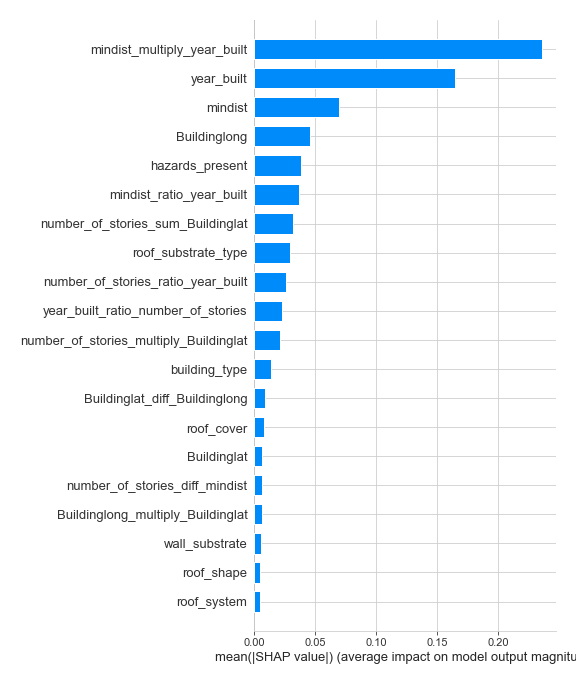 mindist_multiply_year_built
year_built
mindist
Buildinglong
hazards_present
mindist_ratio_year_built
number_of_stories_sum_Buildinglat
roof_substrate_type
number_of_stories_ratio_year_built
year_built_ratio_number_of_stories
number_of_stories_multiply_Buildinglat
building_type
Buildinglat_diff_Buildinglong
roof_cover
Buildinglat
number_of_stories_diff_mindist
Buildinglong_multiply_Buildinglat
wall_substrate
roof_shape
roof_system
0.00 0.05 0.10 0.15 0.20
mean(|SHAP value|) (average impact on model output magnitu